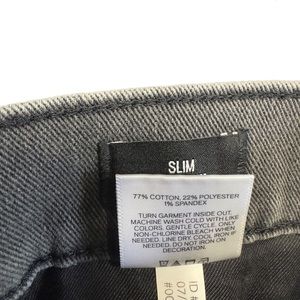 SLIM
77% COTTON, 22% POLYESTER
1% SPANDEX
TURN GARMENT INSIDE OUT.
MACHINE WASH COLD WITH LIKE
COLORS, GENTLE CYCLE. ONLY
NON-CHLORINE BLEACH WHEN
NEEDED. LINE DRY. COOL IRON IF
NEEDED. DO NOT IRON ON
DECORATION.
ID #